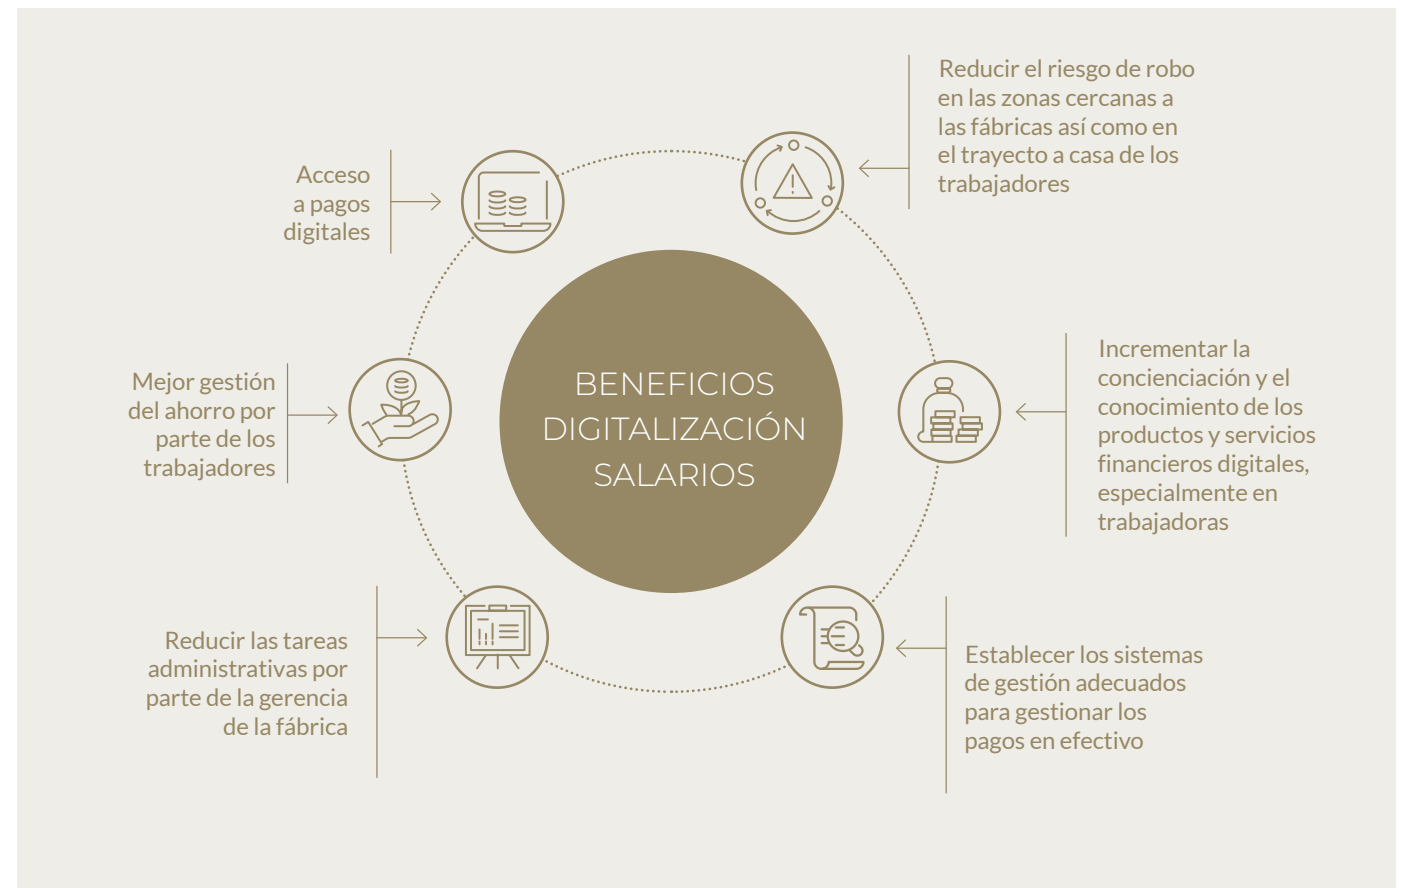 BENEFICIOS
DIGITALIZACIÓN
SALARIOS
Acceso
a pagos
digitales
Reducir el riesgo de robo
en las zonas cercanas a
las fábricas así como en
el trayecto a casa de los
trabajadores
Mejor gestión
del ahorro por
parte de los
trabajadores
Incrementar la
concienciación y el
conocimiento de los
productos y servicios
financieros digitales,
especialmente en
trabajadoras
Reducir las tareas
administrativas por
parte de la gerencia
de la fábrica
Establecer los sistemas
de gestión adecuados
para gestionar los
pagos en efectivo